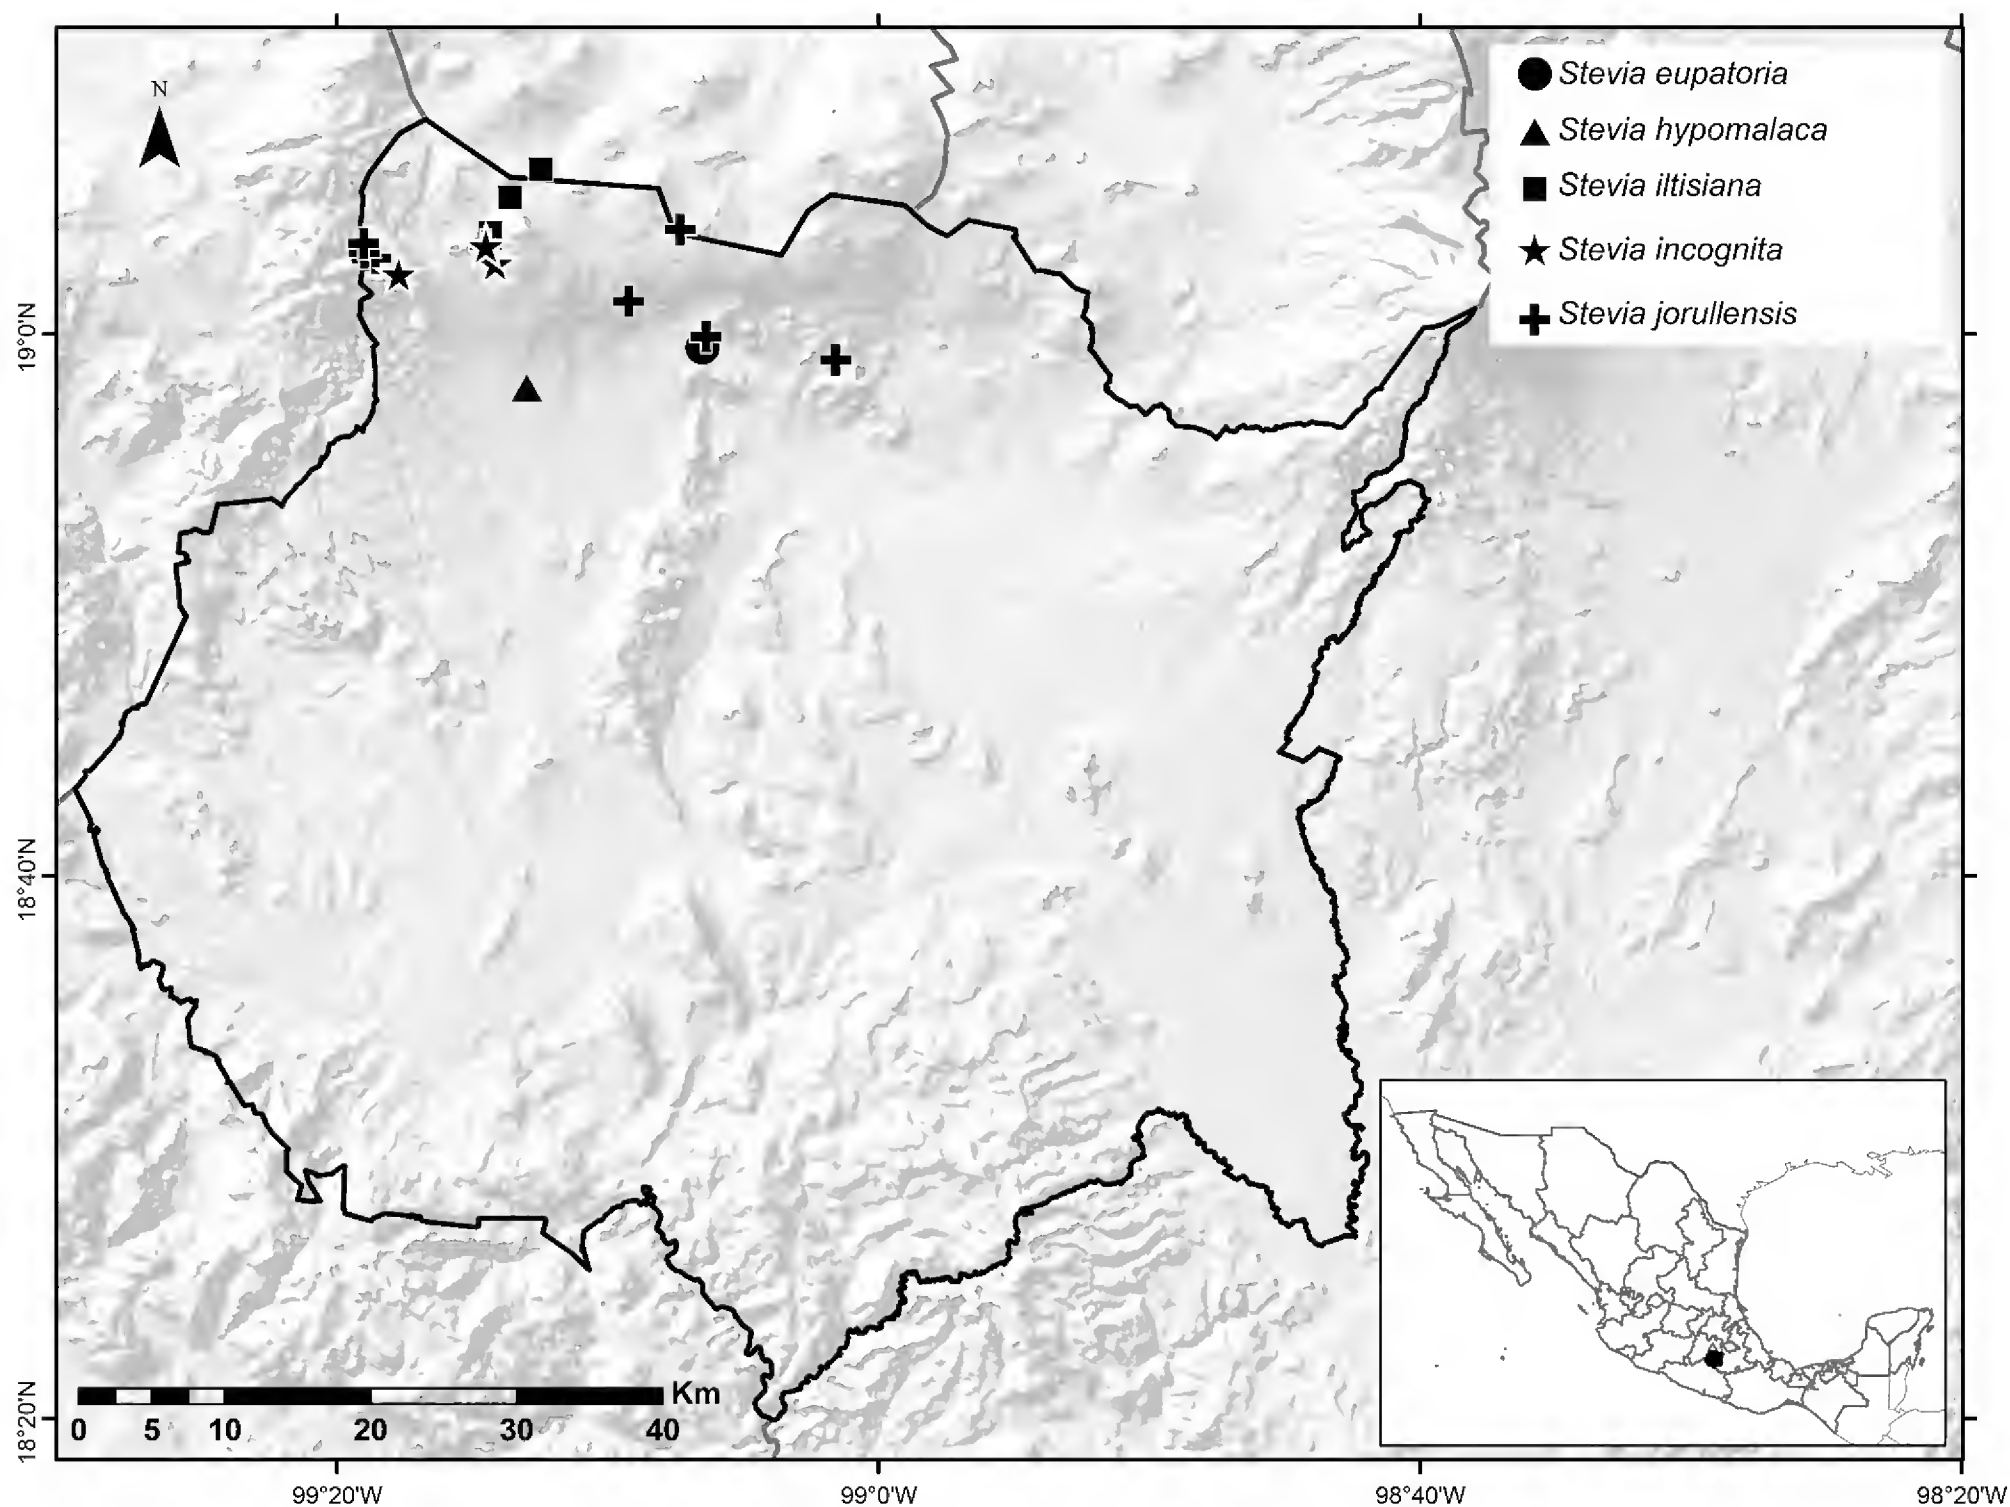 N
Stevia eupatoria
Stevia hypomalaca
Stevia iltisiana
Stevia incognita
Stevia jorullensis
19°0'N
18°40'N
18°20'N
0 5 10 20 30 40 Km
99°20'W 99°0'W 98°40'W 98°20'W